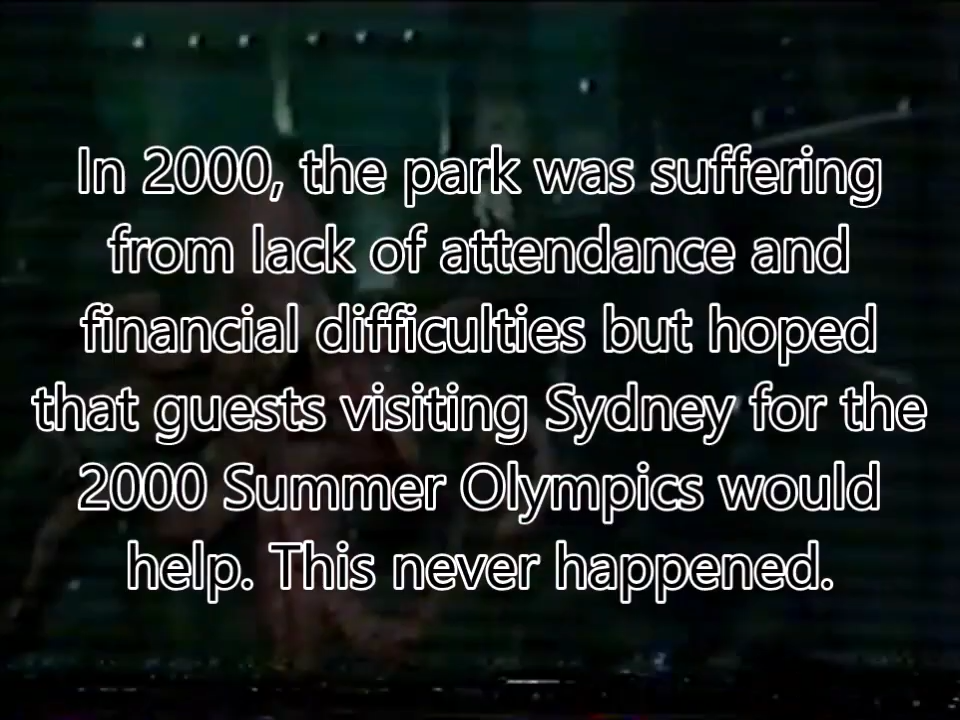 In 2000, the park was suffering
from lack of attendance and
financial difficulties but hoped
that guests visiting Sydney for the
2000 Summer Olympics would
help. This never happened.